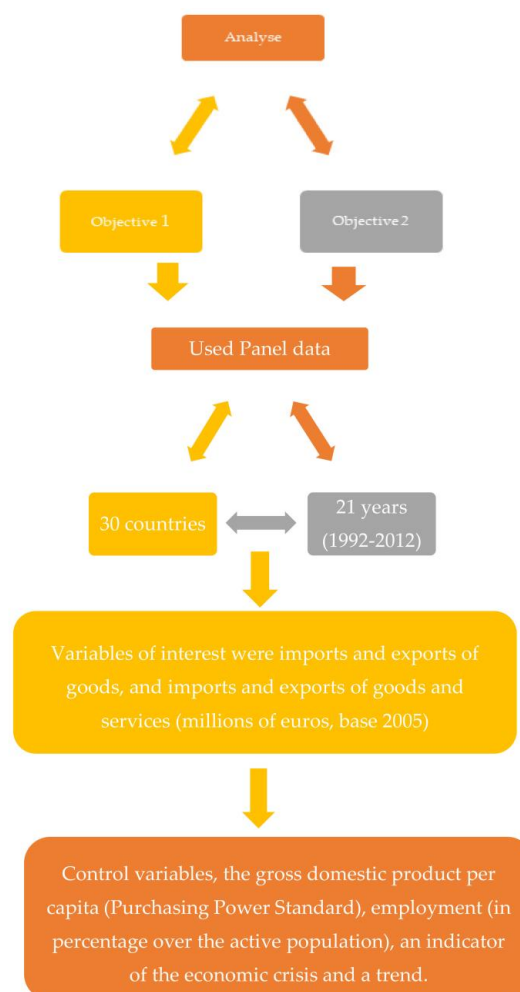 Analyse
Objective 1
Objective 2
Used Panel data
30 countries
21 years
(1992-2012)
Variables of interest were imports and exports of
goods, and imports and exports of goods and
services (millions of euros, base 2005)
Control variables, the gross domestic product per
capita (Purchasing Power Standard), employment (in
percentage over the active population), an indicator
of the economic crisis and a trend.